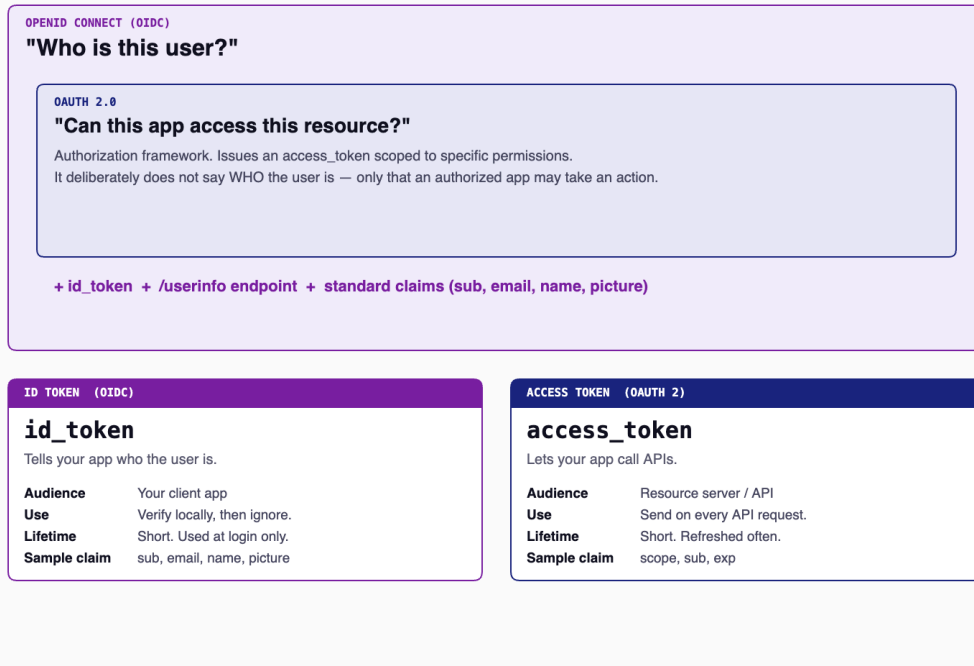 OPENID CONNECT (OIDC)
"Who is this user?"
OAUTH 2.0
"Can this app access this resource?"
Authorization framework. Issues an access_token scoped to specific permissions.
It deliberately does not say WHO the user is — only that an authorized app may take an action.
+ id_token + /userinfo endpoint + standard claims (sub, email, name, picture)
ID TOKEN (OIDC)
id_token
Tells your app who the user is.
Audience Your client app
Use Verify locally, then ignore.
Lifetime Short. Used at login only.
Sample claim sub, email, name, picture
ACCESS TOKEN (OAUTH 2)
access_token
Lets your app call APIs.
Audience Resource server / API
Use Send on every API request.
Lifetime Short. Refreshed often.
Sample claim scope, sub, exp